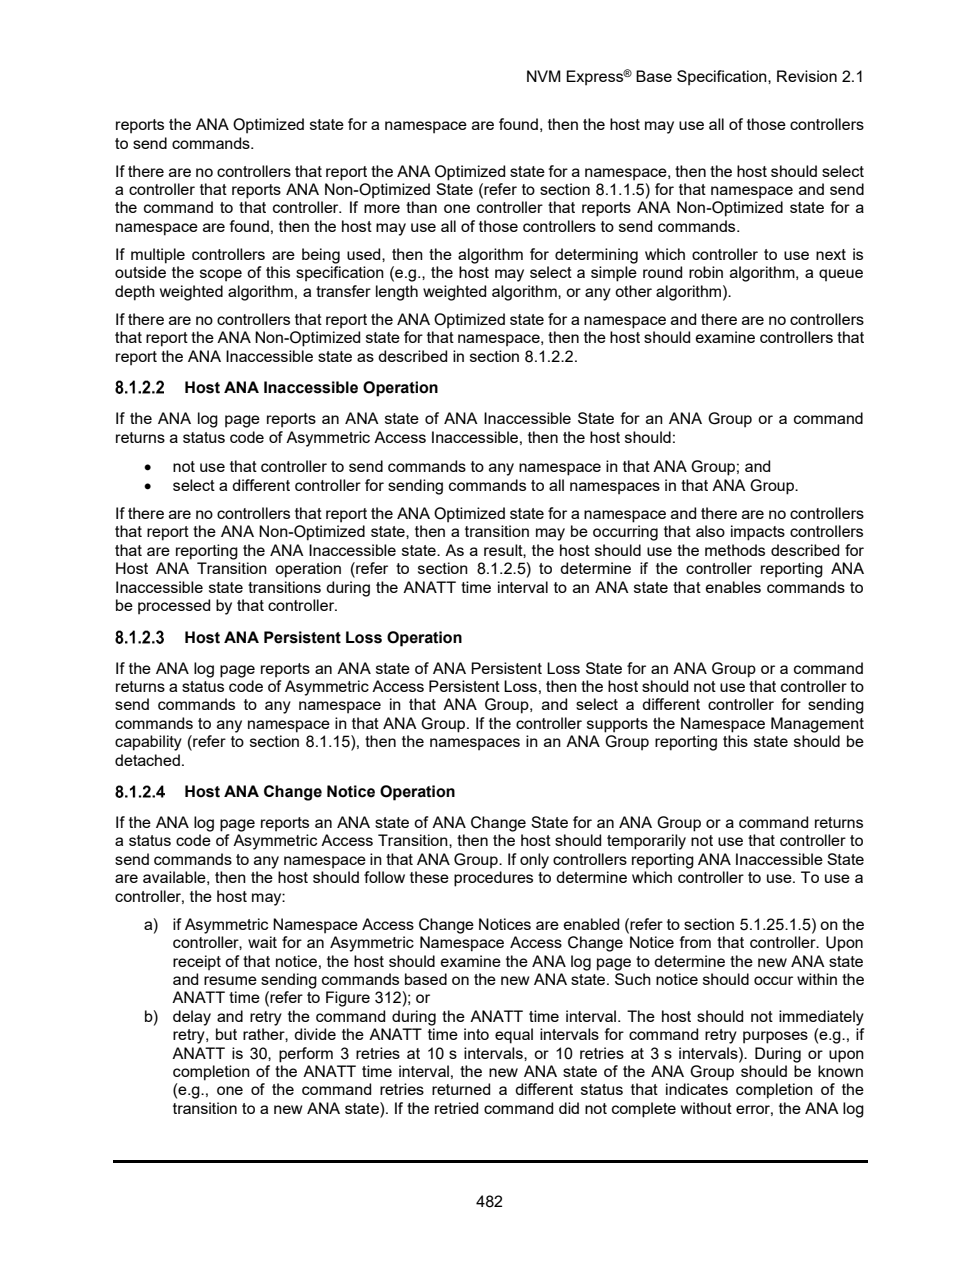 NVM Express® Base Specification, Revision 2.1
reports the ANA Optimized state for a namespace are found, then the host may use all of those controllers
to send commands.
If there are no controllers that report the ANA Optimized state for a namespace, then the host should select
a controller that reports ANA Non-Optimized State (refer to section 8.1.1.5) for that namespace and send
the command to that controller. If more than one controller that reports ANA Non-Optimized state for a
namespace are found, then the host may use all of those controllers to send commands.
If multiple controllers are being used, then the algorithm for determining which controller to use next is
outside the scope of this specification (e.g., the host may select a simple round robin algorithm, a queue
depth weighted algorithm, a transfer length weighted algorithm, or any other algorithm).
If there are no controllers that report the ANA Optimized state for a namespace and there are no controllers
that report the ANA Non-Optimized state for that namespace, then the host should examine controllers that
report the ANA Inaccessible state as described in section 8.1.2.2.
8.1.2.2 Host ANA Inaccessible Operation
If the ANA log page reports an ANA state of ANA Inaccessible State for an ANA Group or a command
returns a status code of Asymmetric Access Inaccessible, then the host should:
• not use that controller to send commands to any namespace in that ANA Group; and
• select a different controller for sending commands to all namespaces in that ANA Group.
If there are no controllers that report the ANA Optimized state for a namespace and there are no controllers
that report the ANA Non-Optimized state, then a transition may be occurring that also impacts controllers
that are reporting the ANA Inaccessible state. As a result, the host should use the methods described for
Host ANA Transition operation (refer to section 8.1.2.5) to determine if the controller reporting ANA
Inaccessible state transitions during the ANATT time interval to an ANA state that enables commands to
be processed by that controller.
8.1.2.3 Host ANA Persistent Loss Operation
If the ANA log page reports an ANA state of ANA Persistent Loss State for an ANA Group or a command
returns a status code of Asymmetric Access Persistent Loss, then the host should not use that controller to
send commands to any namespace in that ANA Group, and select a different controller for sending
commands to any namespace in that ANA Group. If the controller supports the Namespace Management
capability (refer to section 8.1.15), then the namespaces in an ANA Group reporting this state should be
detached.
8.1.2.4 Host ANA Change Notice Operation
If the ANA log page reports an ANA state of ANA Change State for an ANA Group or a command returns
a status code of Asymmetric Access Transition, then the host should temporarily not use that controller to
send commands to any namespace in that ANA Group. If only controllers reporting ANA Inaccessible State
are available, then the host should follow these procedures to determine which controller to use. To use a
controller, the host may:
a) if Asymmetric Namespace Access Change Notices are enabled (refer to section 5.1.25.1.5) on the
controller, wait for an Asymmetric Namespace Access Change Notice from that controller. Upon
receipt of that notice, the host should examine the ANA log page to determine the new ANA state
and resume sending commands based on the new ANA state. Such notice should occur within the
ANATT time (refer to Figure 312); or
b) delay and retry the command during the ANATT time interval. The host should not immediately
retry, but rather, divide the ANATT time into equal intervals for command retry purposes (e.g., if
ANATT is 30, perform 3 retries at 10 s intervals, or 10 retries at 3 s intervals). During or upon
completion of the ANATT time interval, the new ANA state of the ANA Group should be known
(e.g., one of the command retries returned a different status that indicates completion of the
transition to a new ANA state). If the retried command did not complete without error, the ANA log
482